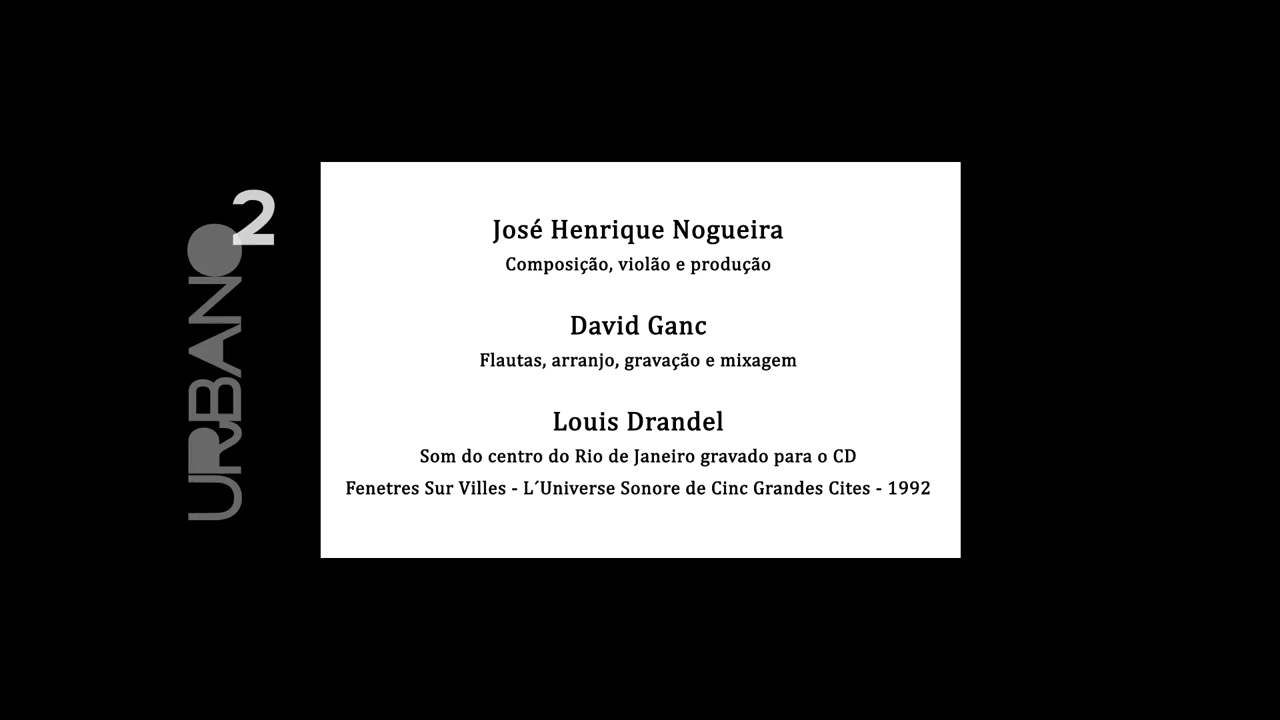 URBANO
2
José Henrique Nogueira
Composição, violão e produção
David Ganc
Flautas, arranjo, gravação e mixagem
Louis Drandel
Som do centro do Rio de Janeiro gravado para o CD
Fenetres Sur Villes - L´Universe Sonore de Cinc Grandes Cites - 1992